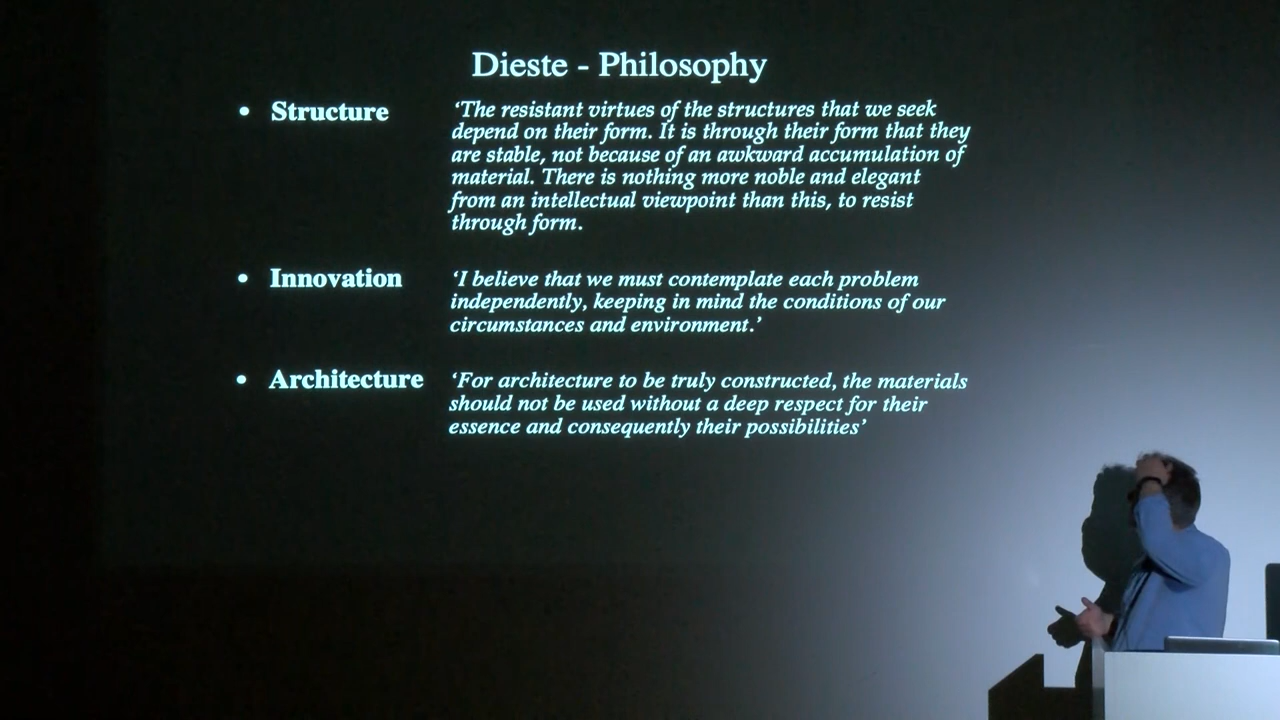 Dieste - Philosophy
• Structure
‘The resistant virtues of the structures that we seek
depend on their form. It is through their form that they
are stable, not because of an awkward accumulation of
material. There is nothing more noble and elegant
from an intellectual viewpoint than this, to resist
through form.
• Innovation
‘I believe that we must contemplate each problem
independently, keeping in mind the conditions of our
circumstances and environment.’
• Architecture
‘For architecture to be truly constructed, the materials
should not be used without a deep respect for their
essence and consequently their possibilities’